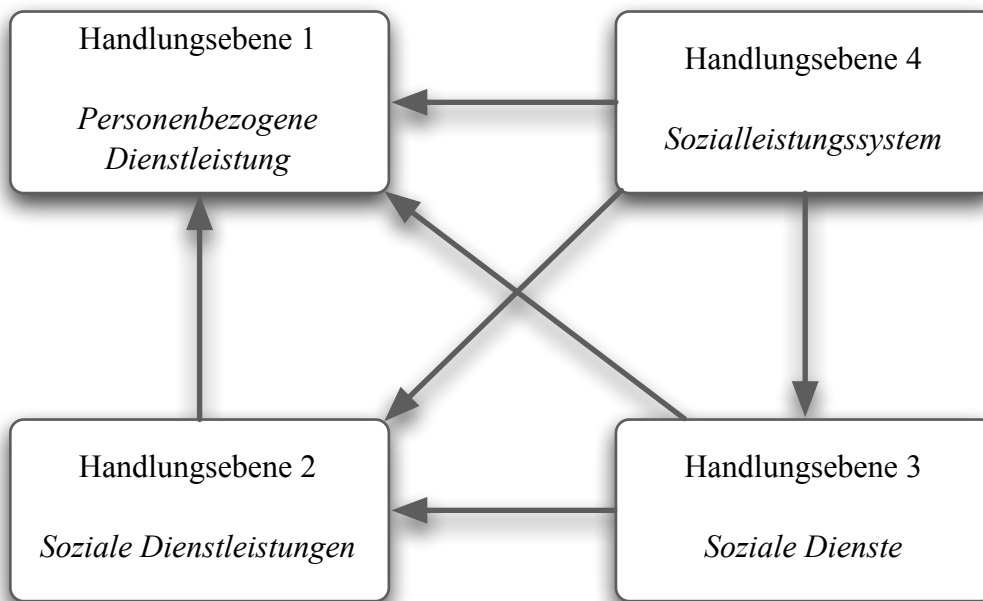 Handlungsebene 1
Personenbezogene
Dienstleistung
Handlungsebene 4
Sozialleistungssystem
Handlungsebene 2
Soziale Dienstleistungen
Handlungsebene 3
Soziale Dienste